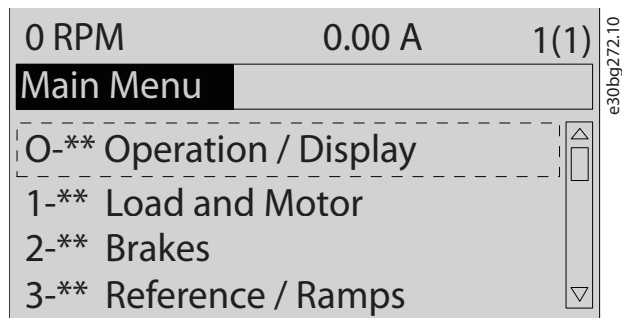 0 RPM 0.00 A 1(1)
Main Menu
O-** Operation / Display
1-** Load and Motor
2-** Brakes
3-** Reference / Ramps
e30bg272.10